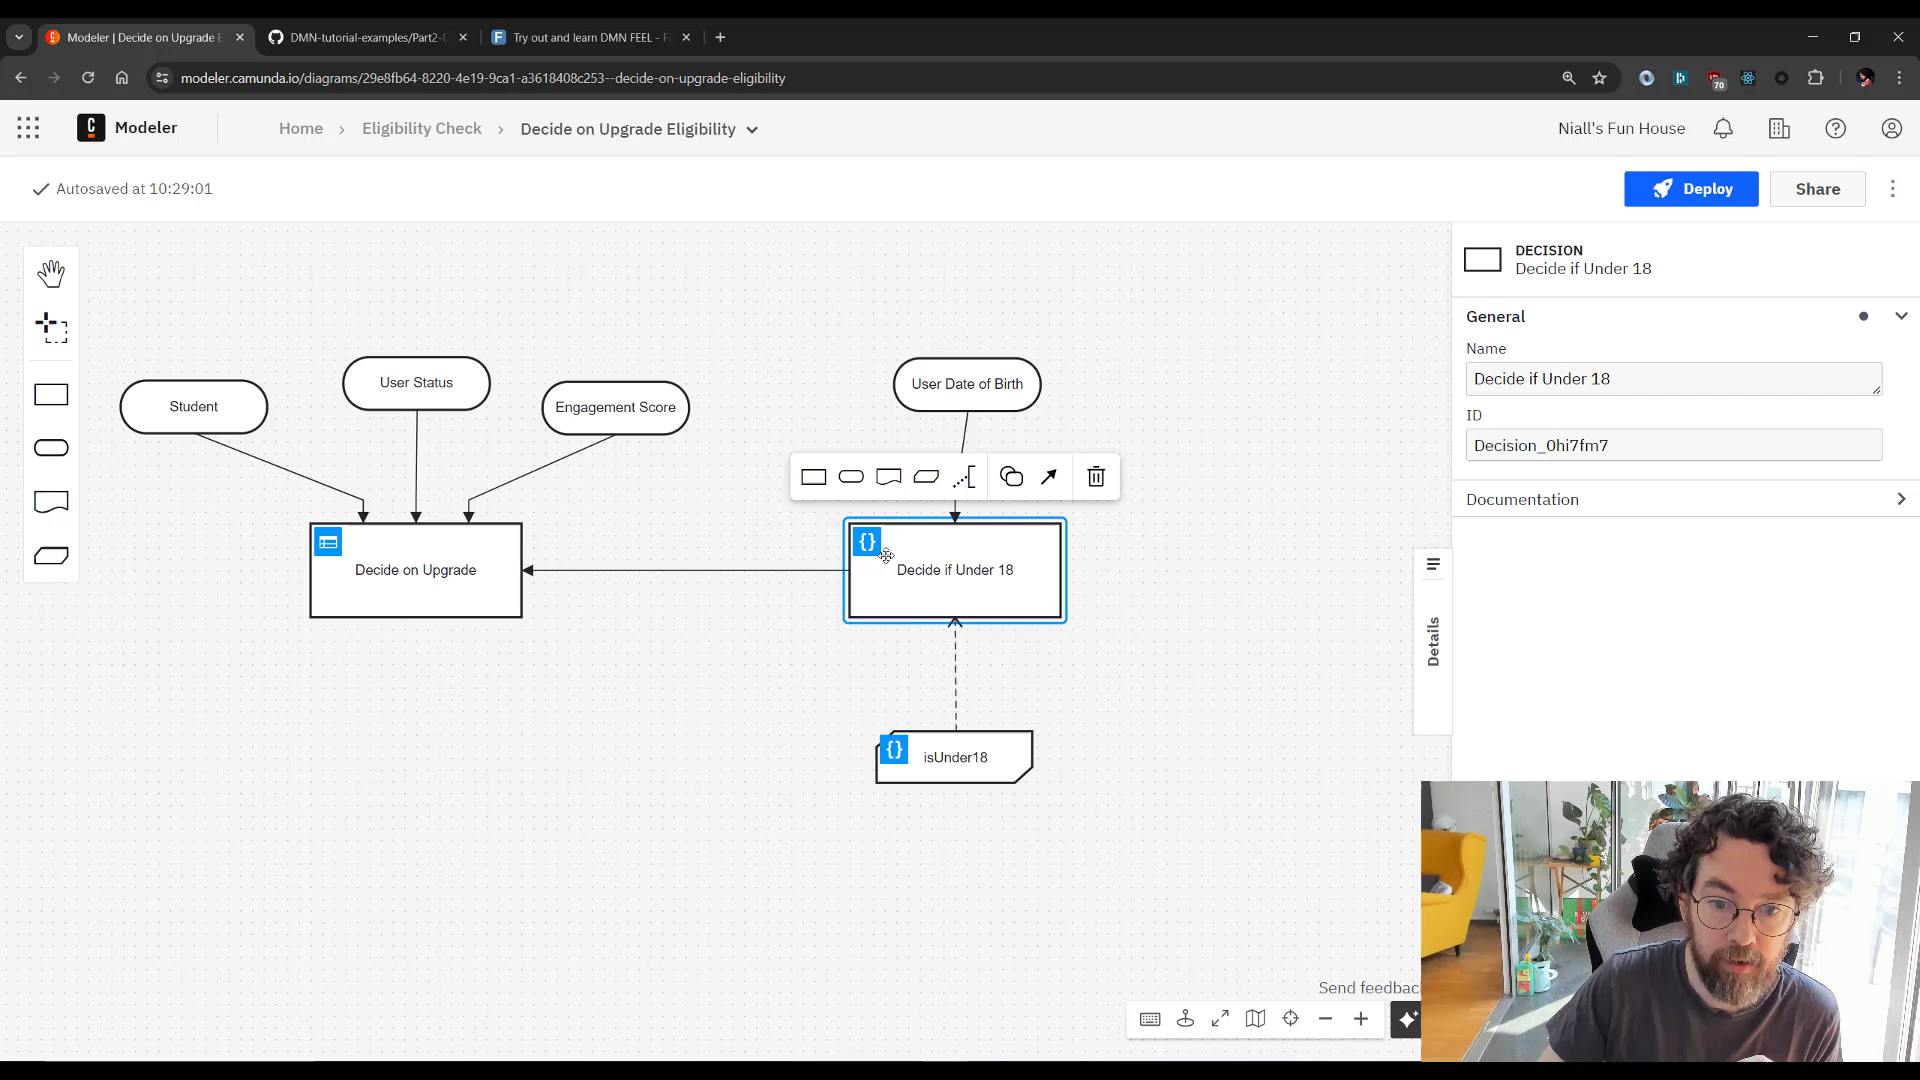 Modeler | Decide on Upgrade E
DMN-tutorial-examples/Part2-
Try out and learn DMN FEEL - F
modeler.camunda.io/diagrams/29e8fb64-8220-4e19-9ca1-a3618408c253--decide-on-upgrade-eligibility
70
Modeler
Home
Eligibility Check
Decide on Upgrade Eligibility
Niall's Fun House
Autosaved at 10:29:01
Deploy
Share
DECISION
Decide if Under 18
General
Name
Decide if Under 18
ID
Decision_0hi7fm7
Documentation
Details
Student
User Status
Engagement Score
User Date of Birth
{}
Decide on Upgrade
Decide if Under 18
{}
isUnder18
Send feedbac